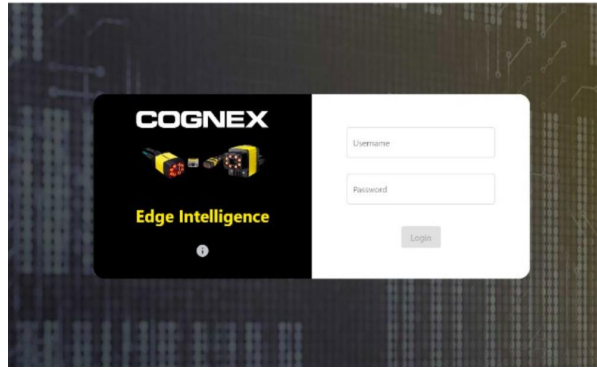 COGNEX
Edge Intelligence
Username
Password
Login